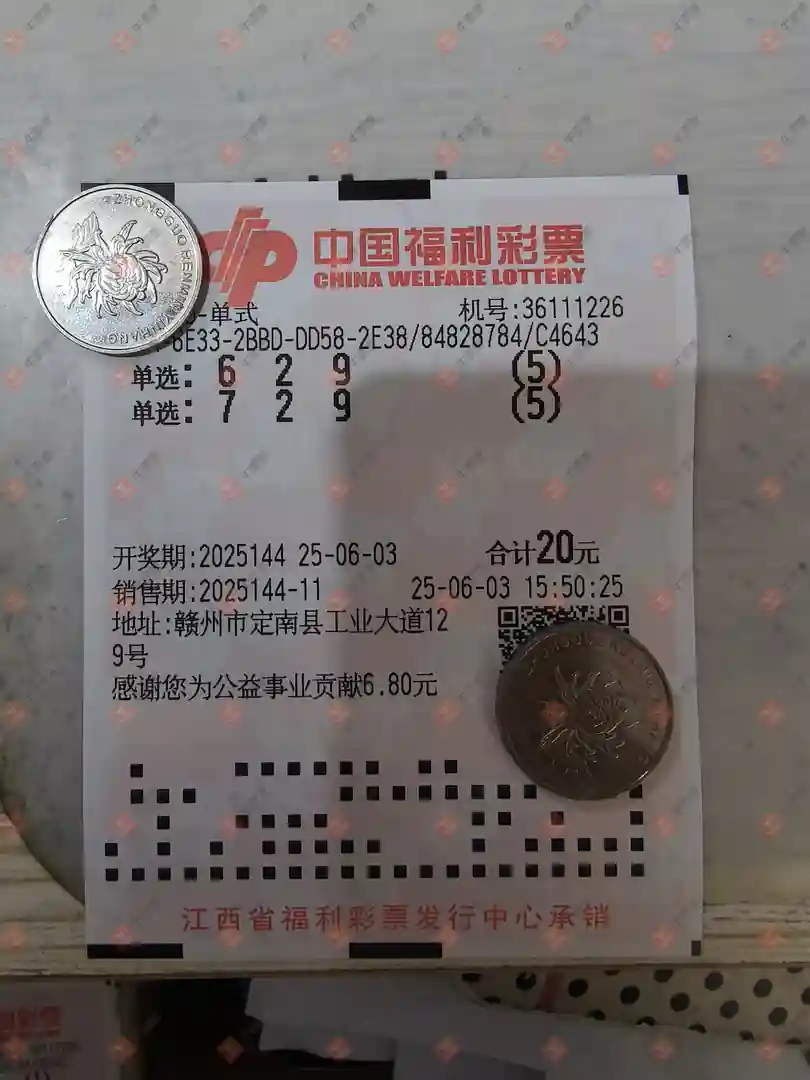 中国福利彩票
CHINA WELFARE LOTTERY
-单式 机号:36111226
6E33-2BBD-DD58-2E38/84828784/C4643
单选: 6 2 9 (5)
单选: 7 2 9 (5)
开奖期:2025144 25-06-03 合计20元
销售期:2025144-11 25-06-03 15:50:25
地址:赣州市定南县工业大道12
9号
感谢您为公益事业贡献6.80元
江西省福利彩票发行中心承销